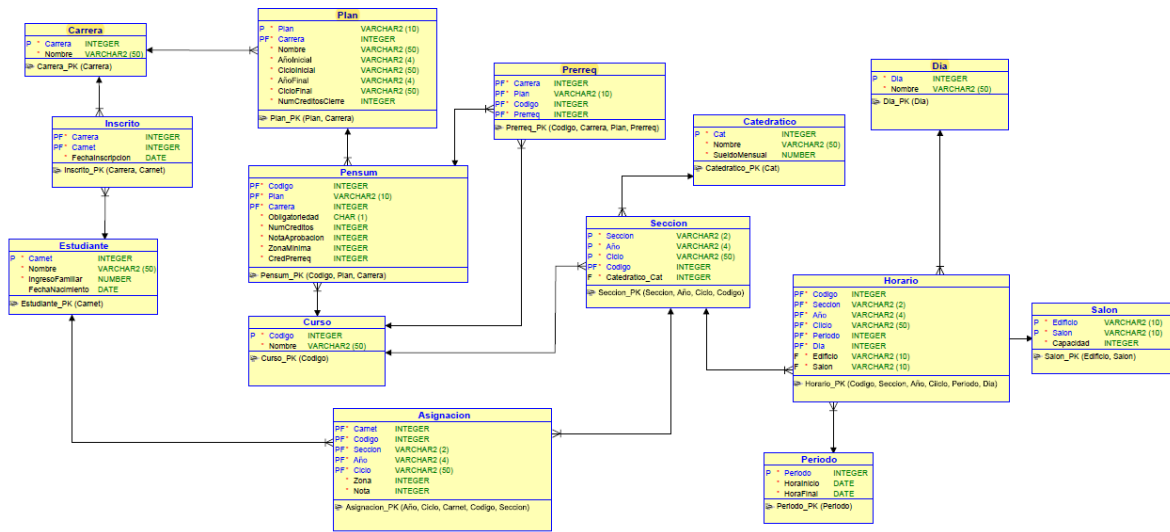 Carrera
P * Carrera INTEGER
* Nombre VARCHAR2 (50)
Carrera_PK (Carrera)
Plan
P * Plan VARCHAR2 (10)
PF* Carrera INTEGER
* Nombre VARCHAR2 (50)
* AñoInicial VARCHAR2 (4)
* CicloInicial VARCHAR2 (50)
* AñoFinal VARCHAR2 (4)
* CicloFinal VARCHAR2 (50)
* NumCreditosCierre INTEGER
Plan_PK (Plan, Carrera)
Prerreq
PF* Carrera INTEGER
PF* Plan VARCHAR2 (10)
PF* Codigo INTEGER
PF* Prerreq INTEGER
Prerreq_PK (Codigo, Carrera, Plan, Prerreq)
Dia
P * Dia INTEGER
* Nombre VARCHAR2 (50)
Dia_PK (Dia)
Inscrito
PF* Carrera INTEGER
PF* Carnet INTEGER
* FechaInscripcion DATE
Inscrito_PK (Carrera, Carnet)
Catedratico
P * Cat INTEGER
* Nombre VARCHAR2 (50)
* SueldoMensual NUMBER
Catedratico_PK (Cat)
Pensum
PF* Codigo INTEGER
PF* Plan VARCHAR2 (10)
PF* Carrera INTEGER
* Obligatoriedad CHAR (1)
* NumCreditos INTEGER
* NotaAprobacion INTEGER
* ZonaMinima INTEGER
* CredPrerreq INTEGER
Pensum_PK (Codigo, Plan, Carrera)
Seccion
P * Seccion VARCHAR2 (2)
P * Año VARCHAR2 (4)
P * Ciclo VARCHAR2 (50)
PF* Codigo INTEGER
F * Catedratico_Cat INTEGER
Seccion_PK (Seccion, Año, Ciclo, Codigo)
Estudiante
P * Carnet INTEGER
* Nombre VARCHAR2 (50)
* IngresoFamiliar NUMBER
FechaNacimiento DATE
Estudiante_PK (Carnet)
Horario
PF* Codigo INTEGER
PF* Seccion VARCHAR2 (2)
PF* Año VARCHAR2 (4)
PF* Ciclo VARCHAR2 (50)
PF* Periodo INTEGER
PF* Dia INTEGER
F * Edificio VARCHAR2 (10)
F * Salon VARCHAR2 (10)
Horario_PK (Codigo, Seccion, Año, Ciclo, Periodo, Dia)
Salon
P * Edificio VARCHAR2 (10)
P * Salon VARCHAR2 (10)
* Capacidad INTEGER
Salon_PK (Edificio, Salon)
Curso
P * Codigo INTEGER
* Nombre VARCHAR2 (50)
Curso_PK (Codigo)
Asignacion
PF* Carnet INTEGER
PF* Codigo INTEGER
PF* Seccion VARCHAR2 (2)
PF* Año VARCHAR2 (4)
PF* Ciclo VARCHAR2 (50)
* Zona INTEGER
* Nota INTEGER
Asignacion_PK (Año, Ciclo, Carnet, Codigo, Seccion)
Periodo
P * Periodo INTEGER
* HoraInicio DATE
* HoraFinal DATE
Periodo_PK (Periodo)